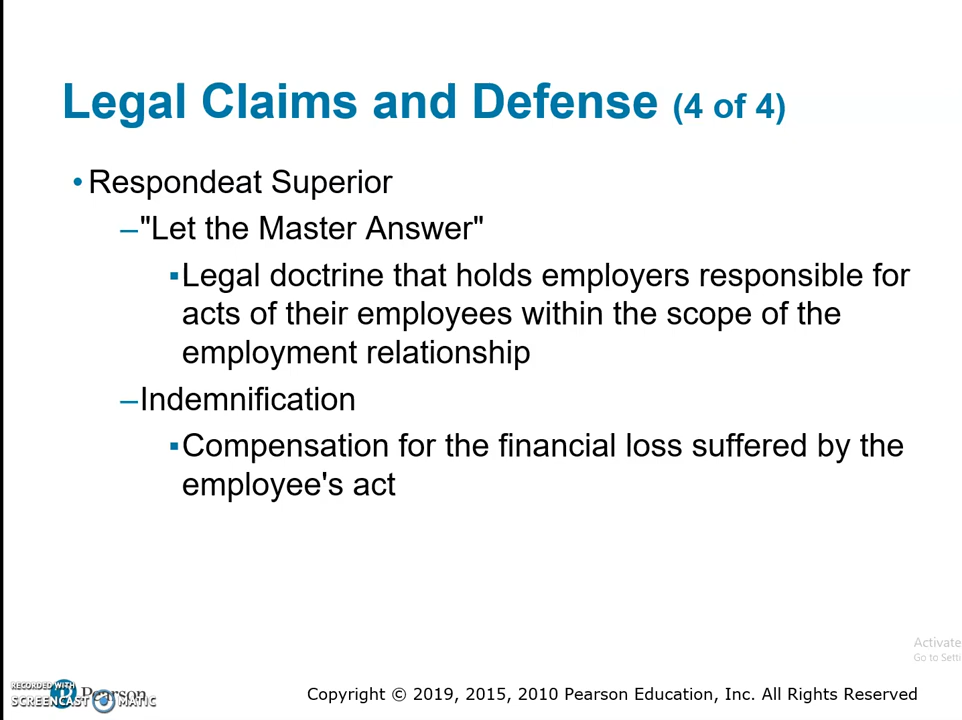 Legal Claims and Defense (4 of 4)
•Respondeat Superior
–"Let the Master Answer"
▪Legal doctrine that holds employers responsible for
acts of their employees within the scope of the
employment relationship
–Indemnification
▪Compensation for the financial loss suffered by the
employee's act
Activate
Go to Setti
RECORDED WITH
SCREENCAST MATIC
Pearson
Copyright © 2019, 2015, 2010 Pearson Education, Inc. All Rights Reserved